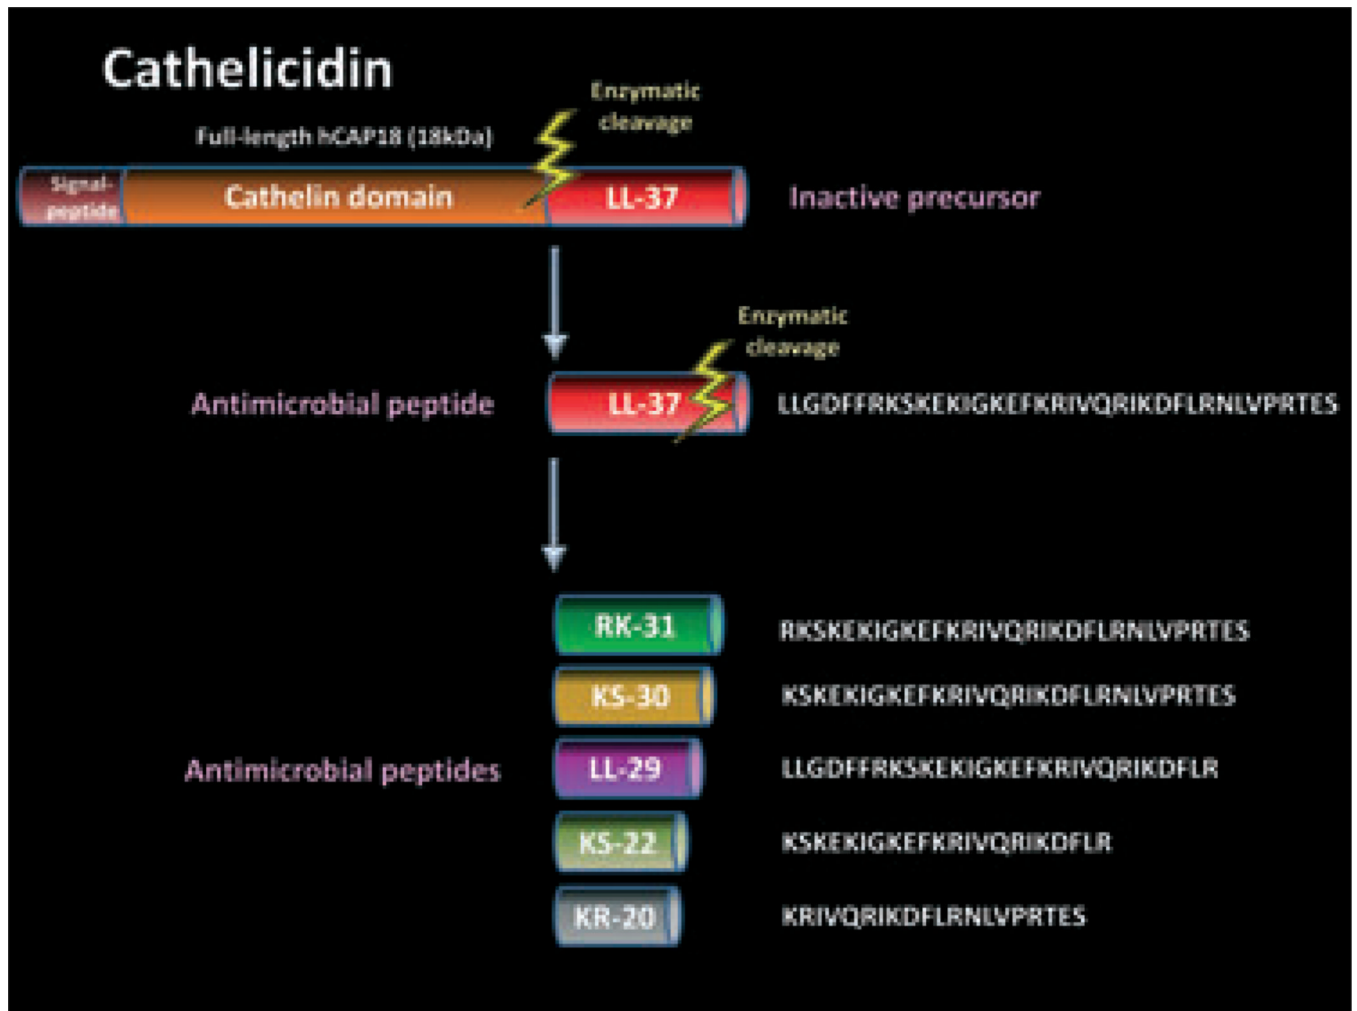 Cathelicidin
Enzymatic
cleavage
Full-length hCAP18 (18kDa)
Signal-
peptide
Cathelin domain
LL-37
Inactive precursor
Enzymatic
cleavage
Antimicrobial peptide
LL-37
LLGDFFRKSKEKIGKEFKRIVQRIKDFLRNLVPRTES
RK-31
RKSKEKIGKEFKRIVQRIKDFLRNLVPRTES
KS-30
KSKEKIGKEFKRIVQRIKDFLRNLVPRTES
Antimicrobial peptides
LL-29
LLGDFFRKSKEKIGKEFKRIVQRIKDFLR
KS-22
KSKEKIGKEFKRIVQRIKDFLR
KR-20
KRIVQRIKDFLRNLVPRTES